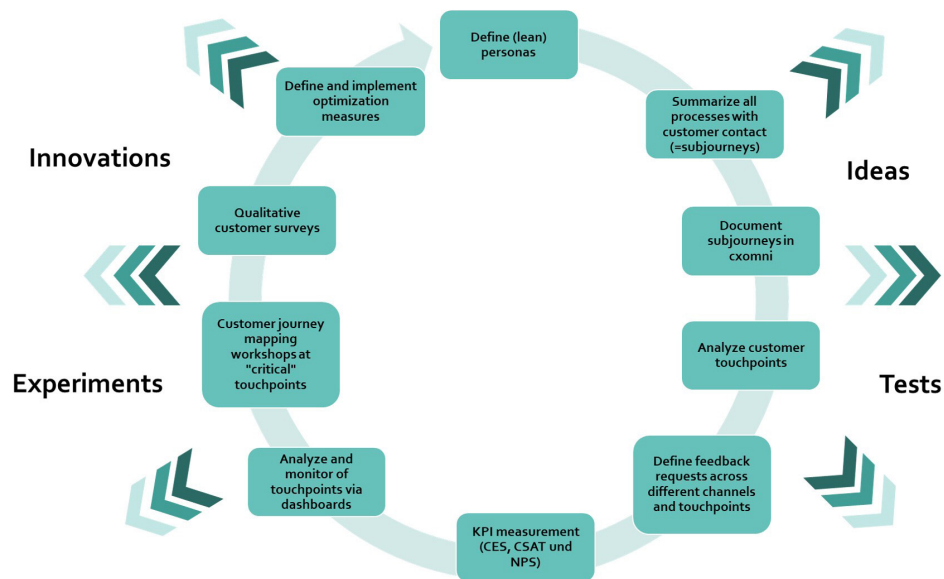 Define (lean)
personas
Summarize all
processes with
customer contact
(=subjourneys)
Document
subjourneys in
cxomni
Analyze customer
touchpoints
Define feedback
requests across
different channels
and touchpoints
KPI measurement
(CES, CSAT und
NPS)
Analyze and
monitor of
touchpoints via
dashboards
Customer journey
mapping
workshops at
"critical"
touchpoints
Qualitative
customer surveys
Define and implement
optimization
measures
Innovations
Ideas
Experiments
Tests